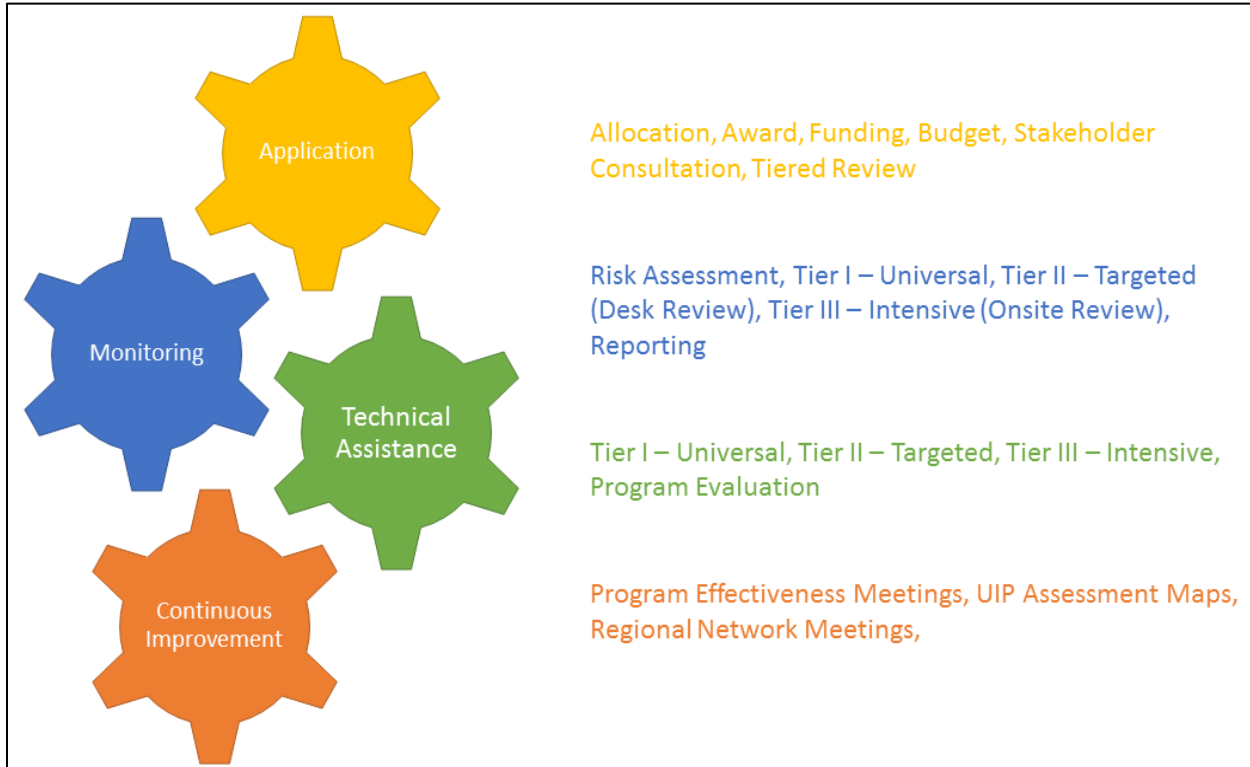 Application
Allocation, Award, Funding, Budget, Stakeholder
Consultation, Tiered Review
Monitoring
Risk Assessment, Tier I – Universal, Tier II – Targeted
(Desk Review), Tier III – Intensive (Onsite Review),
Reporting
Technical
Assistance
Tier I – Universal, Tier II – Targeted, Tier III – Intensive,
Program Evaluation
Continuous
Improvement
Program Effectiveness Meetings, UIP Assessment Maps,
Regional Network Meetings,